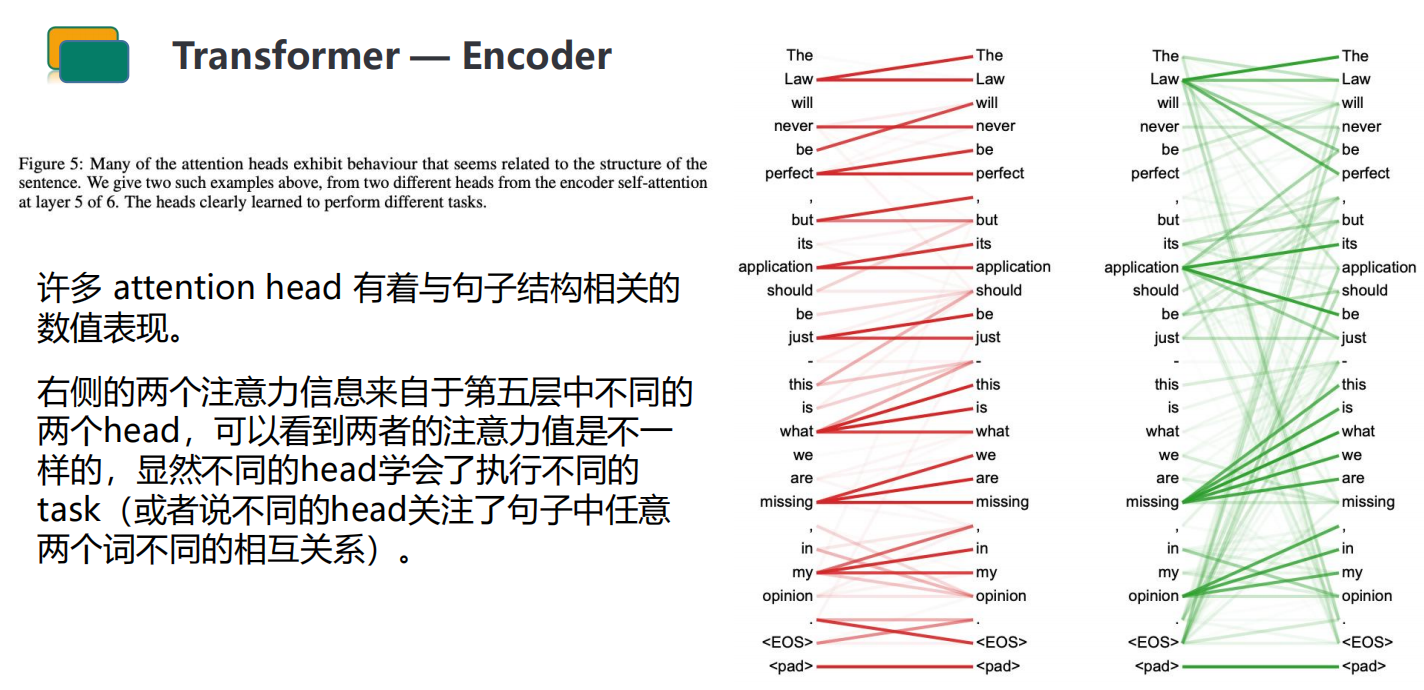 Transformer — Encoder
Figure 5: Many of the attention heads exhibit behaviour that seems related to the structure of the
sentence. We give two such examples above, from two different heads from the encoder self-attention
at layer 5 of 6. The heads clearly learned to perform different tasks.
许多 attention head 有着与句子结构相关的
数值表现。
右侧的两个注意力信息来自于第五层中不同的
两个head，可以看到两者的注意力值是不一
样的，显然不同的head学会了执行不同的
task（或者说不同的head关注了句子中任意
两个词不同的相互关系）。
The The The The
Law Law Law Law
will will will will
never never never never
be be be be
perfect perfect perfect perfect
, , , ,
but but but but
its its its its
application application application application
should should should should
be be be be
just just just just
- - - -
this this this this
is is is is
what what what what
we we we we
are are are are
missing missing missing missing
, , , ,
in in in in
my my my my
opinion opinion opinion opinion
. . . .
<EOS> <EOS> <EOS> <EOS>
<pad> <pad> <pad> <pad>